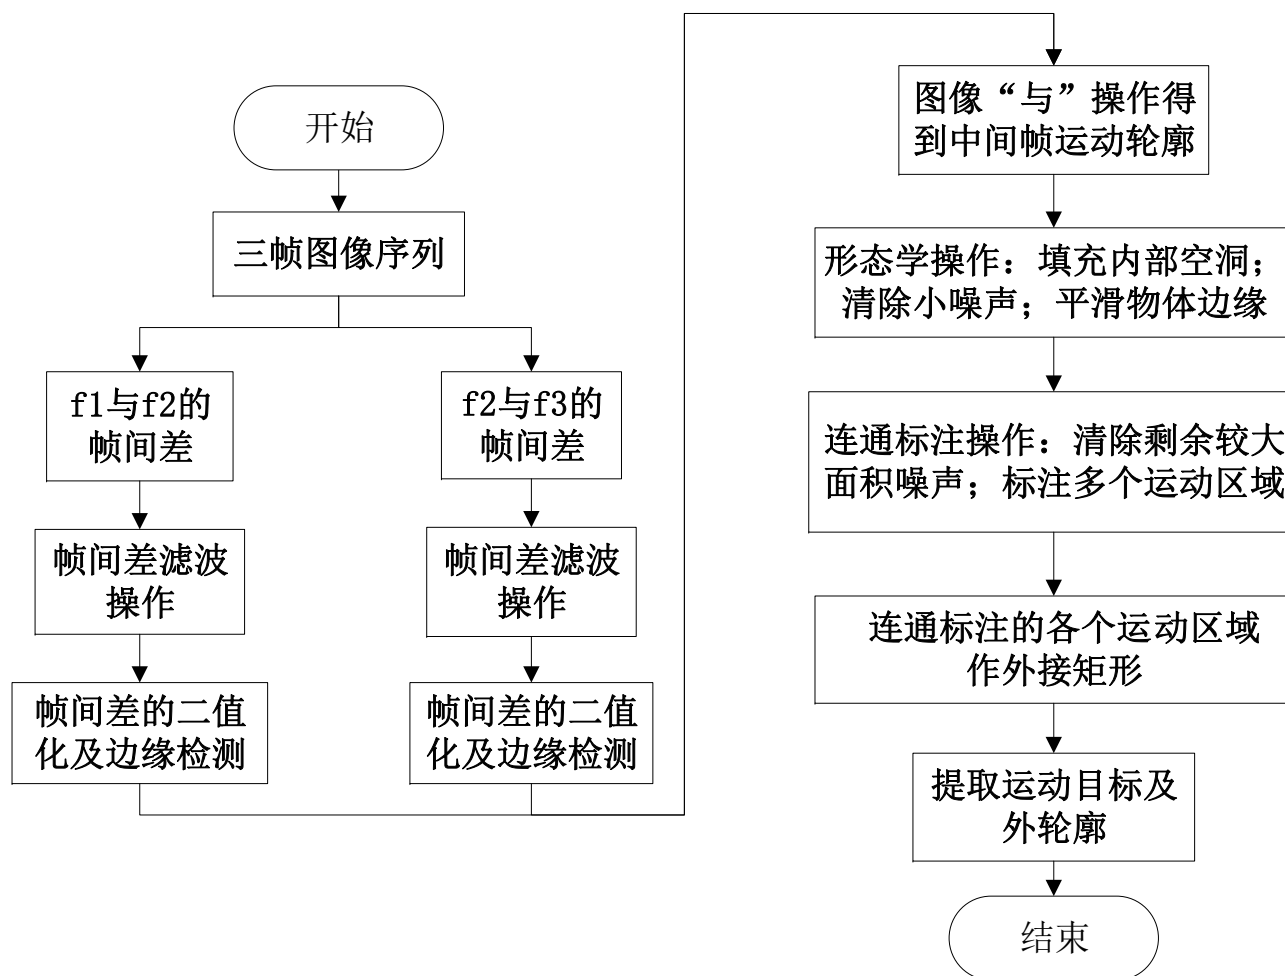 开始
三帧图像序列
f1与f2的
帧间差
帧间差滤波
操作
帧间差的二值
化及边缘检测
f2与f3的
帧间差
帧间差滤波
操作
帧间差的二值
化及边缘检测
图像“与”操作得
到中间帧运动轮廓
形态学操作：填充内部空洞；
清除小噪声；平滑物体边缘
连通标注操作：清除剩余较大
面积噪声；标注多个运动区域
连通标注的各个运动区域
作外接矩形
提取运动目标及
外轮廓
结束